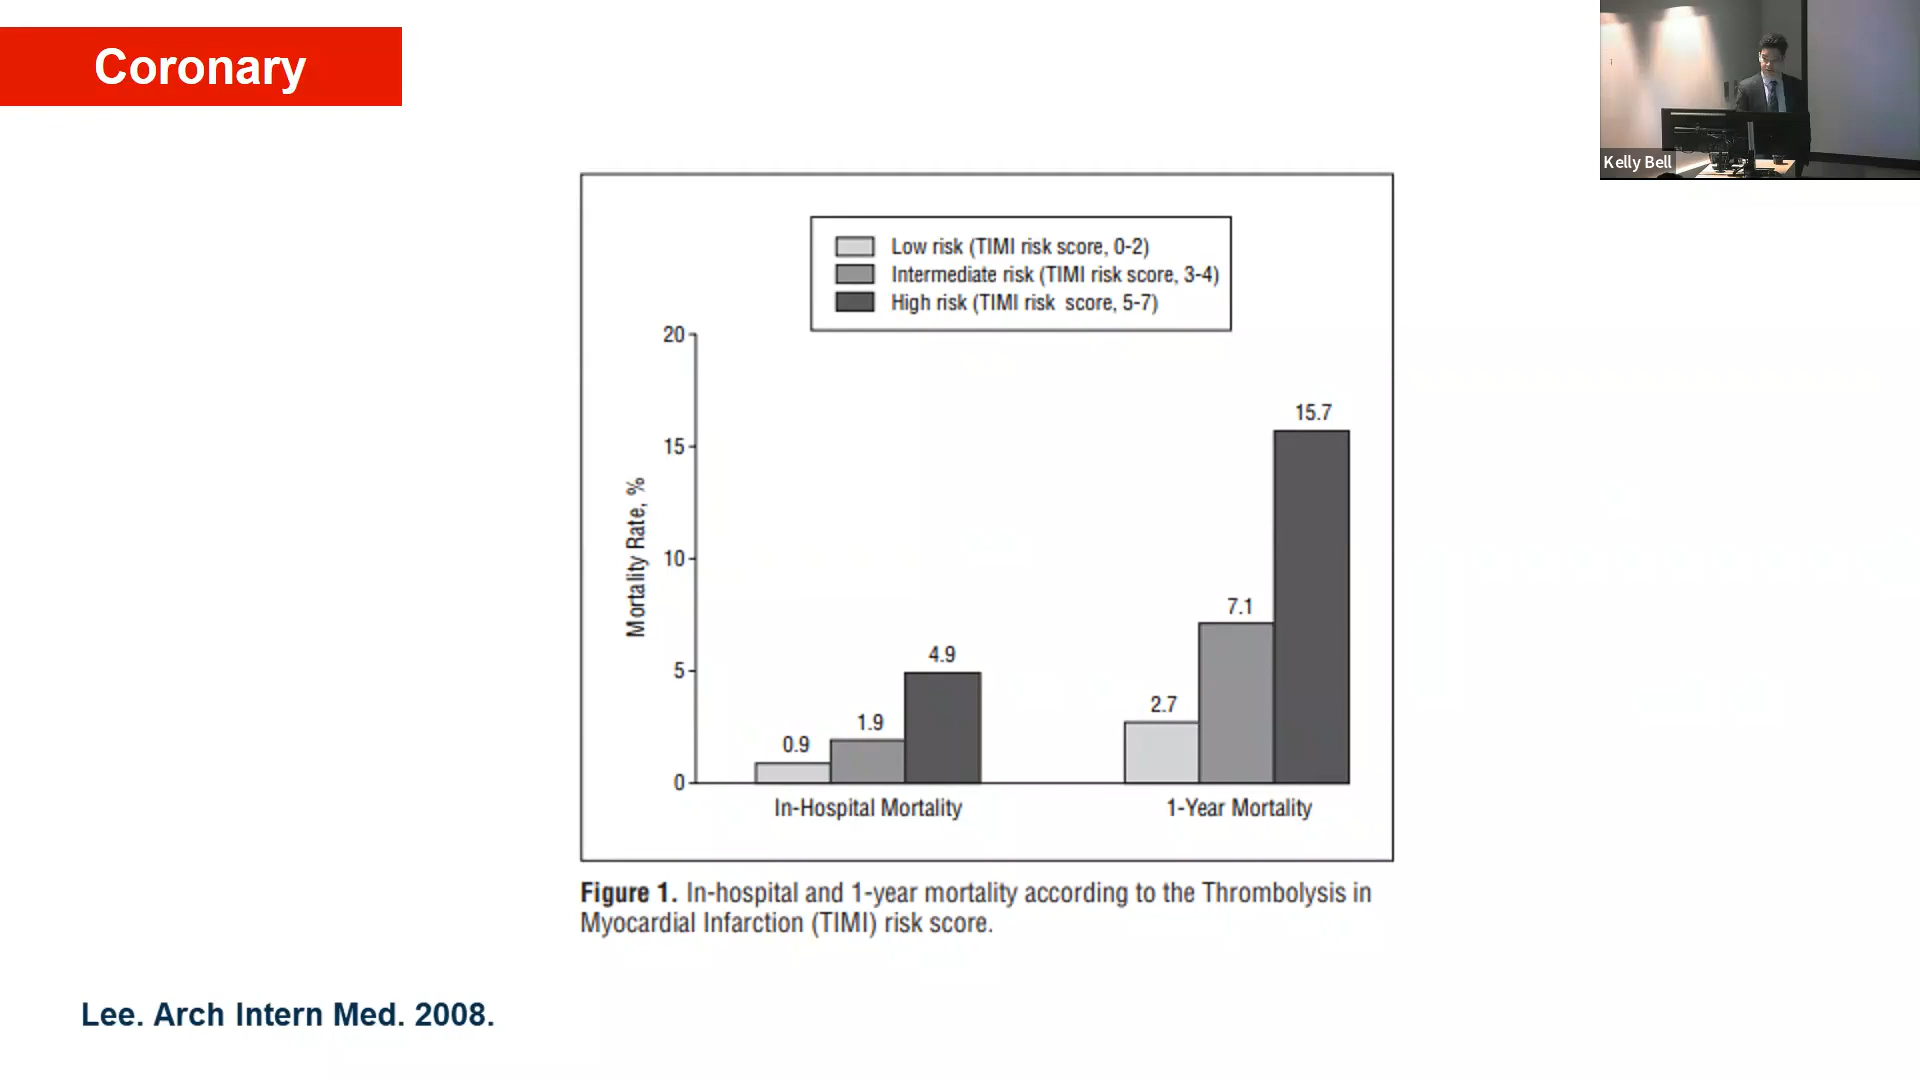 Coronary
Kelly Bell
Low risk (TIMI risk score, 0-2)
Intermediate risk (TIMI risk score, 3-4)
High risk (TIMI risk score, 5-7)
20
15
10
5
0
Mortality Rate, %
0.9
1.9
4.9
2.7
7.1
15.7
In-Hospital Mortality
1-Year Mortality
Figure 1. In-hospital and 1-year mortality according to the Thrombolysis in
Myocardial Infarction (TIMI) risk score.
Lee. Arch Intern Med. 2008.